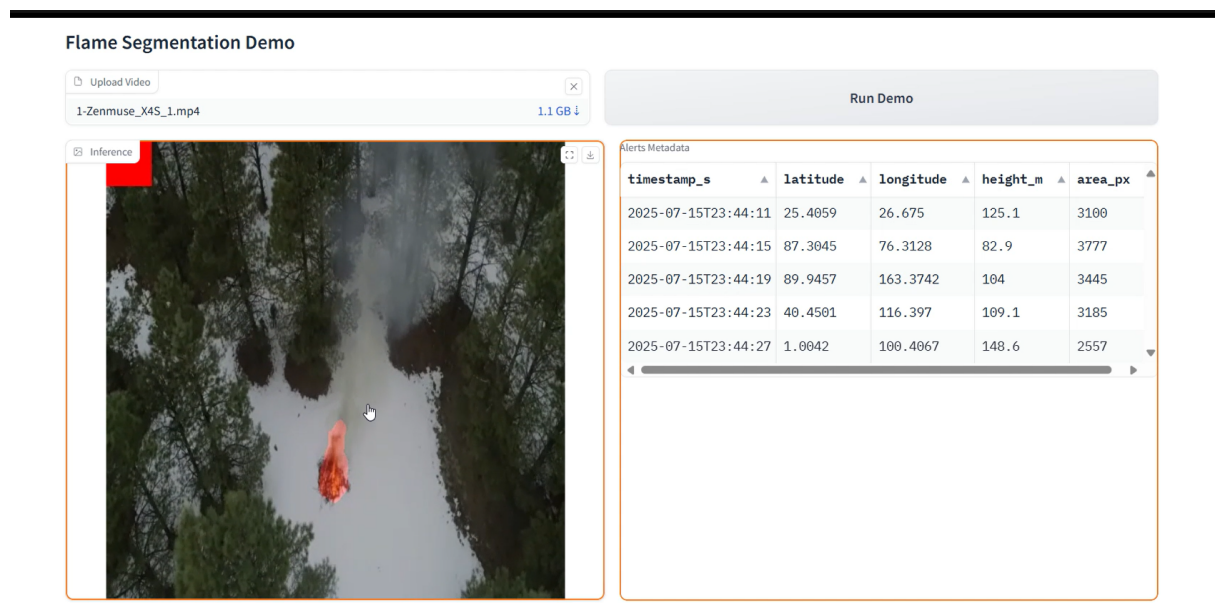 Flame Segmentation Demo
Upload Video
1-Zenmuse_X4S_1.mp4 1.1 GB ↓
Run Demo
Inference
Alerts Metadata
timestamp_s latitude longitude height_m area_px
2025-07-15T23:44:11 25.4059 26.675 125.1 3100
2025-07-15T23:44:15 87.3045 76.3128 82.9 3777
2025-07-15T23:44:19 89.9457 163.3742 104 3445
2025-07-15T23:44:23 40.4501 116.397 109.1 3185
2025-07-15T23:44:27 1.0042 100.4067 148.6 2557